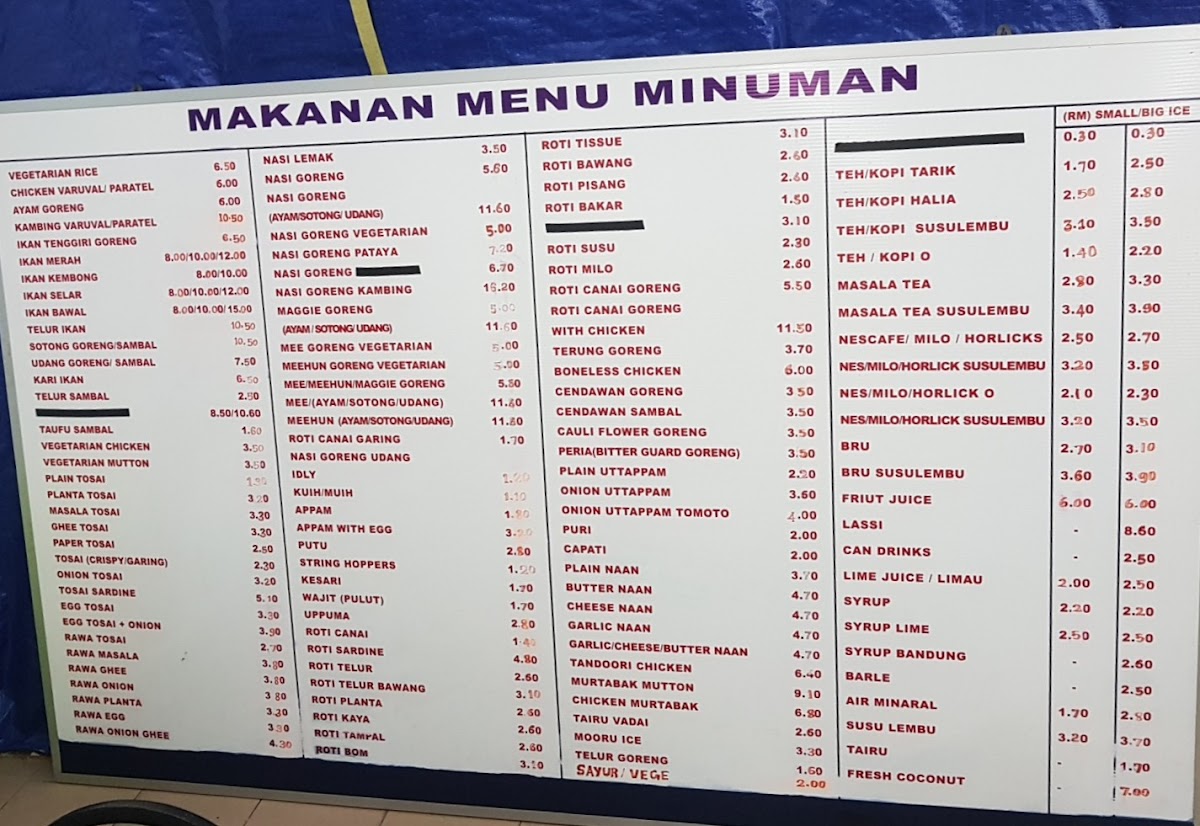 MAKANAN MENU MINUMAN
VEGETARIAN RICE 6.50
CHICKEN VARUVAL/ PARATEL 6.00
AYAM GORENG 6.00
KAMBING VARUVAL/PARATEL 10.50
IKAN TENGGIRI GORENG 6.50
IKAN MERAH 8.00/10.00/12.00
IKAN KEMBONG 8.00/10.00
IKAN SELAR 8.00/10.00/12.00
IKAN BAWAL 8.00/10.00/15.00
TELUR IKAN 10.50
SOTONG GORENG/SAMBAL 10.50
UDANG GORENG/ SAMBAL 7.50
KARI IKAN 6.50
TELUR SAMBAL 2.50
8.50/10.60
TAUFU SAMBAL 1.60
VEGETARIAN CHICKEN 3.50
VEGETARIAN MUTTON 3.50
PLAIN TOSAI
PLANTA TOSAI 3.20
MASALA TOSAI 3.30
GHEE TOSAI 3.30
PAPER TOSAI 2.50
TOSAI (CRISPY/GARING) 2.30
ONION TOSAI 3.20
TOSAI SARDINE 5.10
EGG TOSAI 3.30
EGG TOSAI + ONION 3.90
RAWA TOSAI 2.70
RAWA MASALA 3.80
RAWA GHEE 3.80
RAWA ONION 3 80
RAWA PLANTA 3.30
RAWA EGG 3.30
RAWA ONION GHEE 4.30
NASI LEMAK 3.50
NASI GORENG 5.60
NASI GORENG
(AYAM/SOTONG/ UDANG) 11.60
NASI GORENG VEGETARIAN 5.00
NASI GORENG PATAYA 7.20
NASI GORENG 6.70
NASI GORENG KAMBING 16.20
MAGGIE GORENG 5.00
(AYAM / SOTONG/UDANG) 11.60
MEE GORENG VEGETARIAN 5.00
MEEHUN GORENG VEGETARIAN 5.00
MEE/MEEHUN/MAGGIE GORENG 5.80
MEE/(AYAM/SOTONG/UDANG) 11.80
MEEHUN (AYAM/SOTONG/UDANG) 11.80
ROTI CANAI GARING 1.70
NASI GORENG UDANG
IDLY 1.20
KUIH/MUIH 1.10
APPAM 1.80
APPAM WITH EGG 3.20
PUTU 2.80
STRING HOPPERS 1.20
KESARI 1.70
WAJIT (PULUT) 1.70
UPPUMA 2.80
ROTI CANAI 1.40
ROTI SARDINE 4.80
ROTI TELUR 2.60
ROTI TELUR BAWANG 3.10
ROTI PLANTA 2.60
ROTI KAYA 2.60
ROTI TAMPAL 2.60
ROTI BOM 3.10
ROTI TISSUE 3.10
ROTI BAWANG 2.60
ROTI PISANG 2.60
ROTI BAKAR 1.50
3.10
ROTI SUSU 2.30
ROTI MILO 2.60
ROTI CANAI GORENG 5.50
ROTI CANAI GORENG
WITH CHICKEN 11.50
TERUNG GORENG 3.70
BONELESS CHICKEN 6.00
CENDAWAN GORENG 3 50
CENDAWAN SAMBAL 3.50
CAULI FLOWER GORENG 3.50
PERIA(BITTER GUARD GORENG) 3.50
PLAIN UTTAPPAM 2.20
ONION UTTAPPAM 3.60
ONION UTTAPPAM TOMOTO 4.00
PURI 2.00
CAPATI 2.00
PLAIN NAAN 3.70
BUTTER NAAN 4.70
CHEESE NAAN
GARLIC NAAN 4.70
GARLIC/CHEESE/BUTTER NAAN 4.70
TANDOORI CHICKEN 6.40
MURTABAK MUTTON 9.10
CHICKEN MURTABAK 6.80
TAIRU VADAI 2.60
MOORU ICE 3.30
TELUR GORENG 1.60
SAYUR / VEGE 2.00
(RM) SMALL/BIG ICE
0.30 0.30
TEH/KOPI TARIK 1.70 2.50
TEH/KOPI HALIA 2.50 2.80
TEH/KOPI SUSULEMBU 3.10 3.50
TEH / KOPI O 1.40 2.20
MASALA TEA 2.80 3.30
MASALA TEA SUSULEMBU 3.40 3.90
NESCAFE/ MILO / HORLICKS 2.50 2.70
NES/MILO/HORLICK SUSULEMBU 3.20 3.50
NES/MILO/HORLICK O 2.10 2.30
NES/MILO/HORLICK SUSULEMBU 3.20 3.50
BRU 2.70 3.10
BRU SUSULEMBU 3.60 3.90
FRIUT JUICE 6.00 6.00
LASSI - 8.60
CAN DRINKS - 2.50
LIME JUICE / LIMAU 2.00 2.50
SYRUP 2.20 2.20
SYRUP LIME 2.50 2.50
SYRUP BANDUNG - 2.60
BARLE - 2.50
AIR MINARAL 1.70 2.80
SUSU LEMBU 3.20 3.70
TAIRU - 1.70
FRESH COCONUT - 7.00